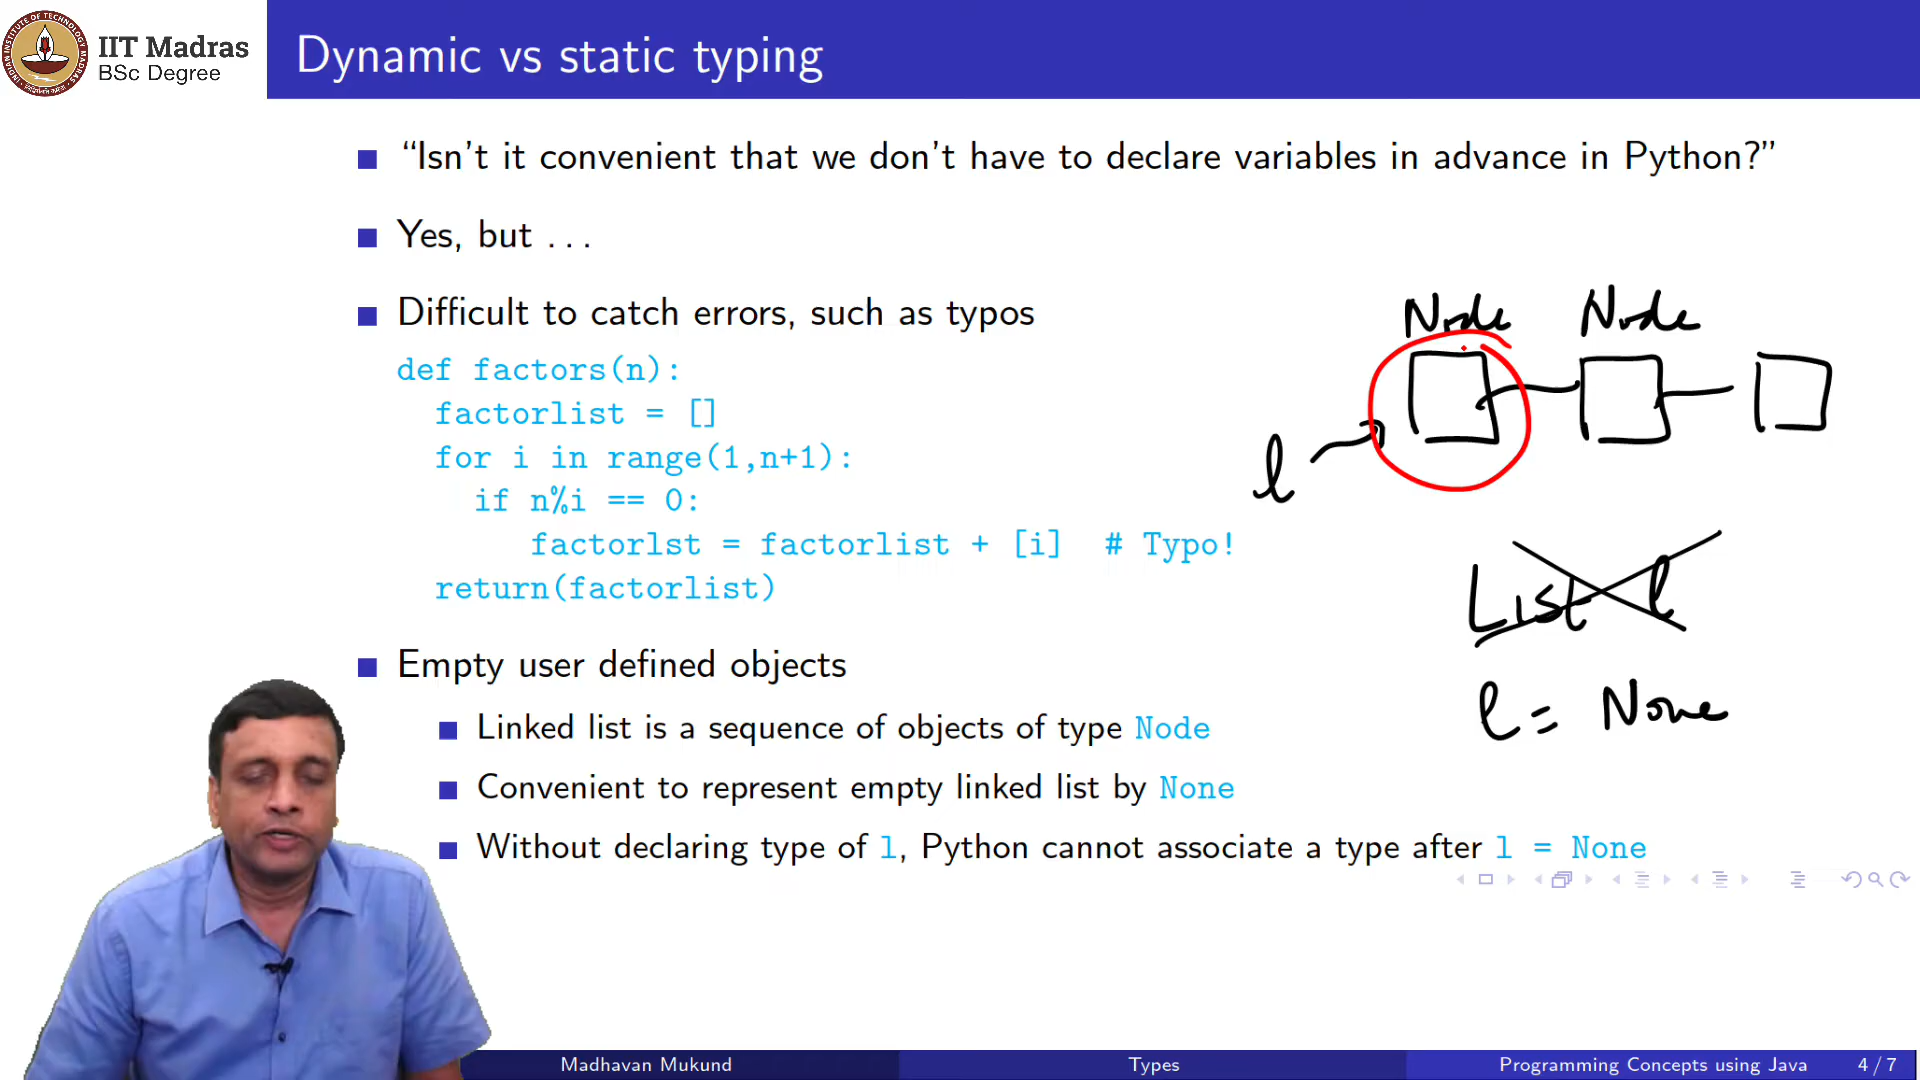 IIT Madras
BSc Degree
Dynamic vs static typing
“Isn’t it convenient that we don’t have to declare variables in advance in Python?”
Yes, but . . .
Difficult to catch errors, such as typos
def factors(n):
factorlist = []
for i in range(1,n+1):
if n%i == 0:
factorlst = factorlist + [i] # Typo!
return(factorlist)
Node Node
l
List l
l = None
Empty user defined objects
Linked list is a sequence of objects of type Node
Convenient to represent empty linked list by None
Without declaring type of l, Python cannot associate a type after l = None
Madhavan Mukund Types Programming Concepts using Java 4 / 7